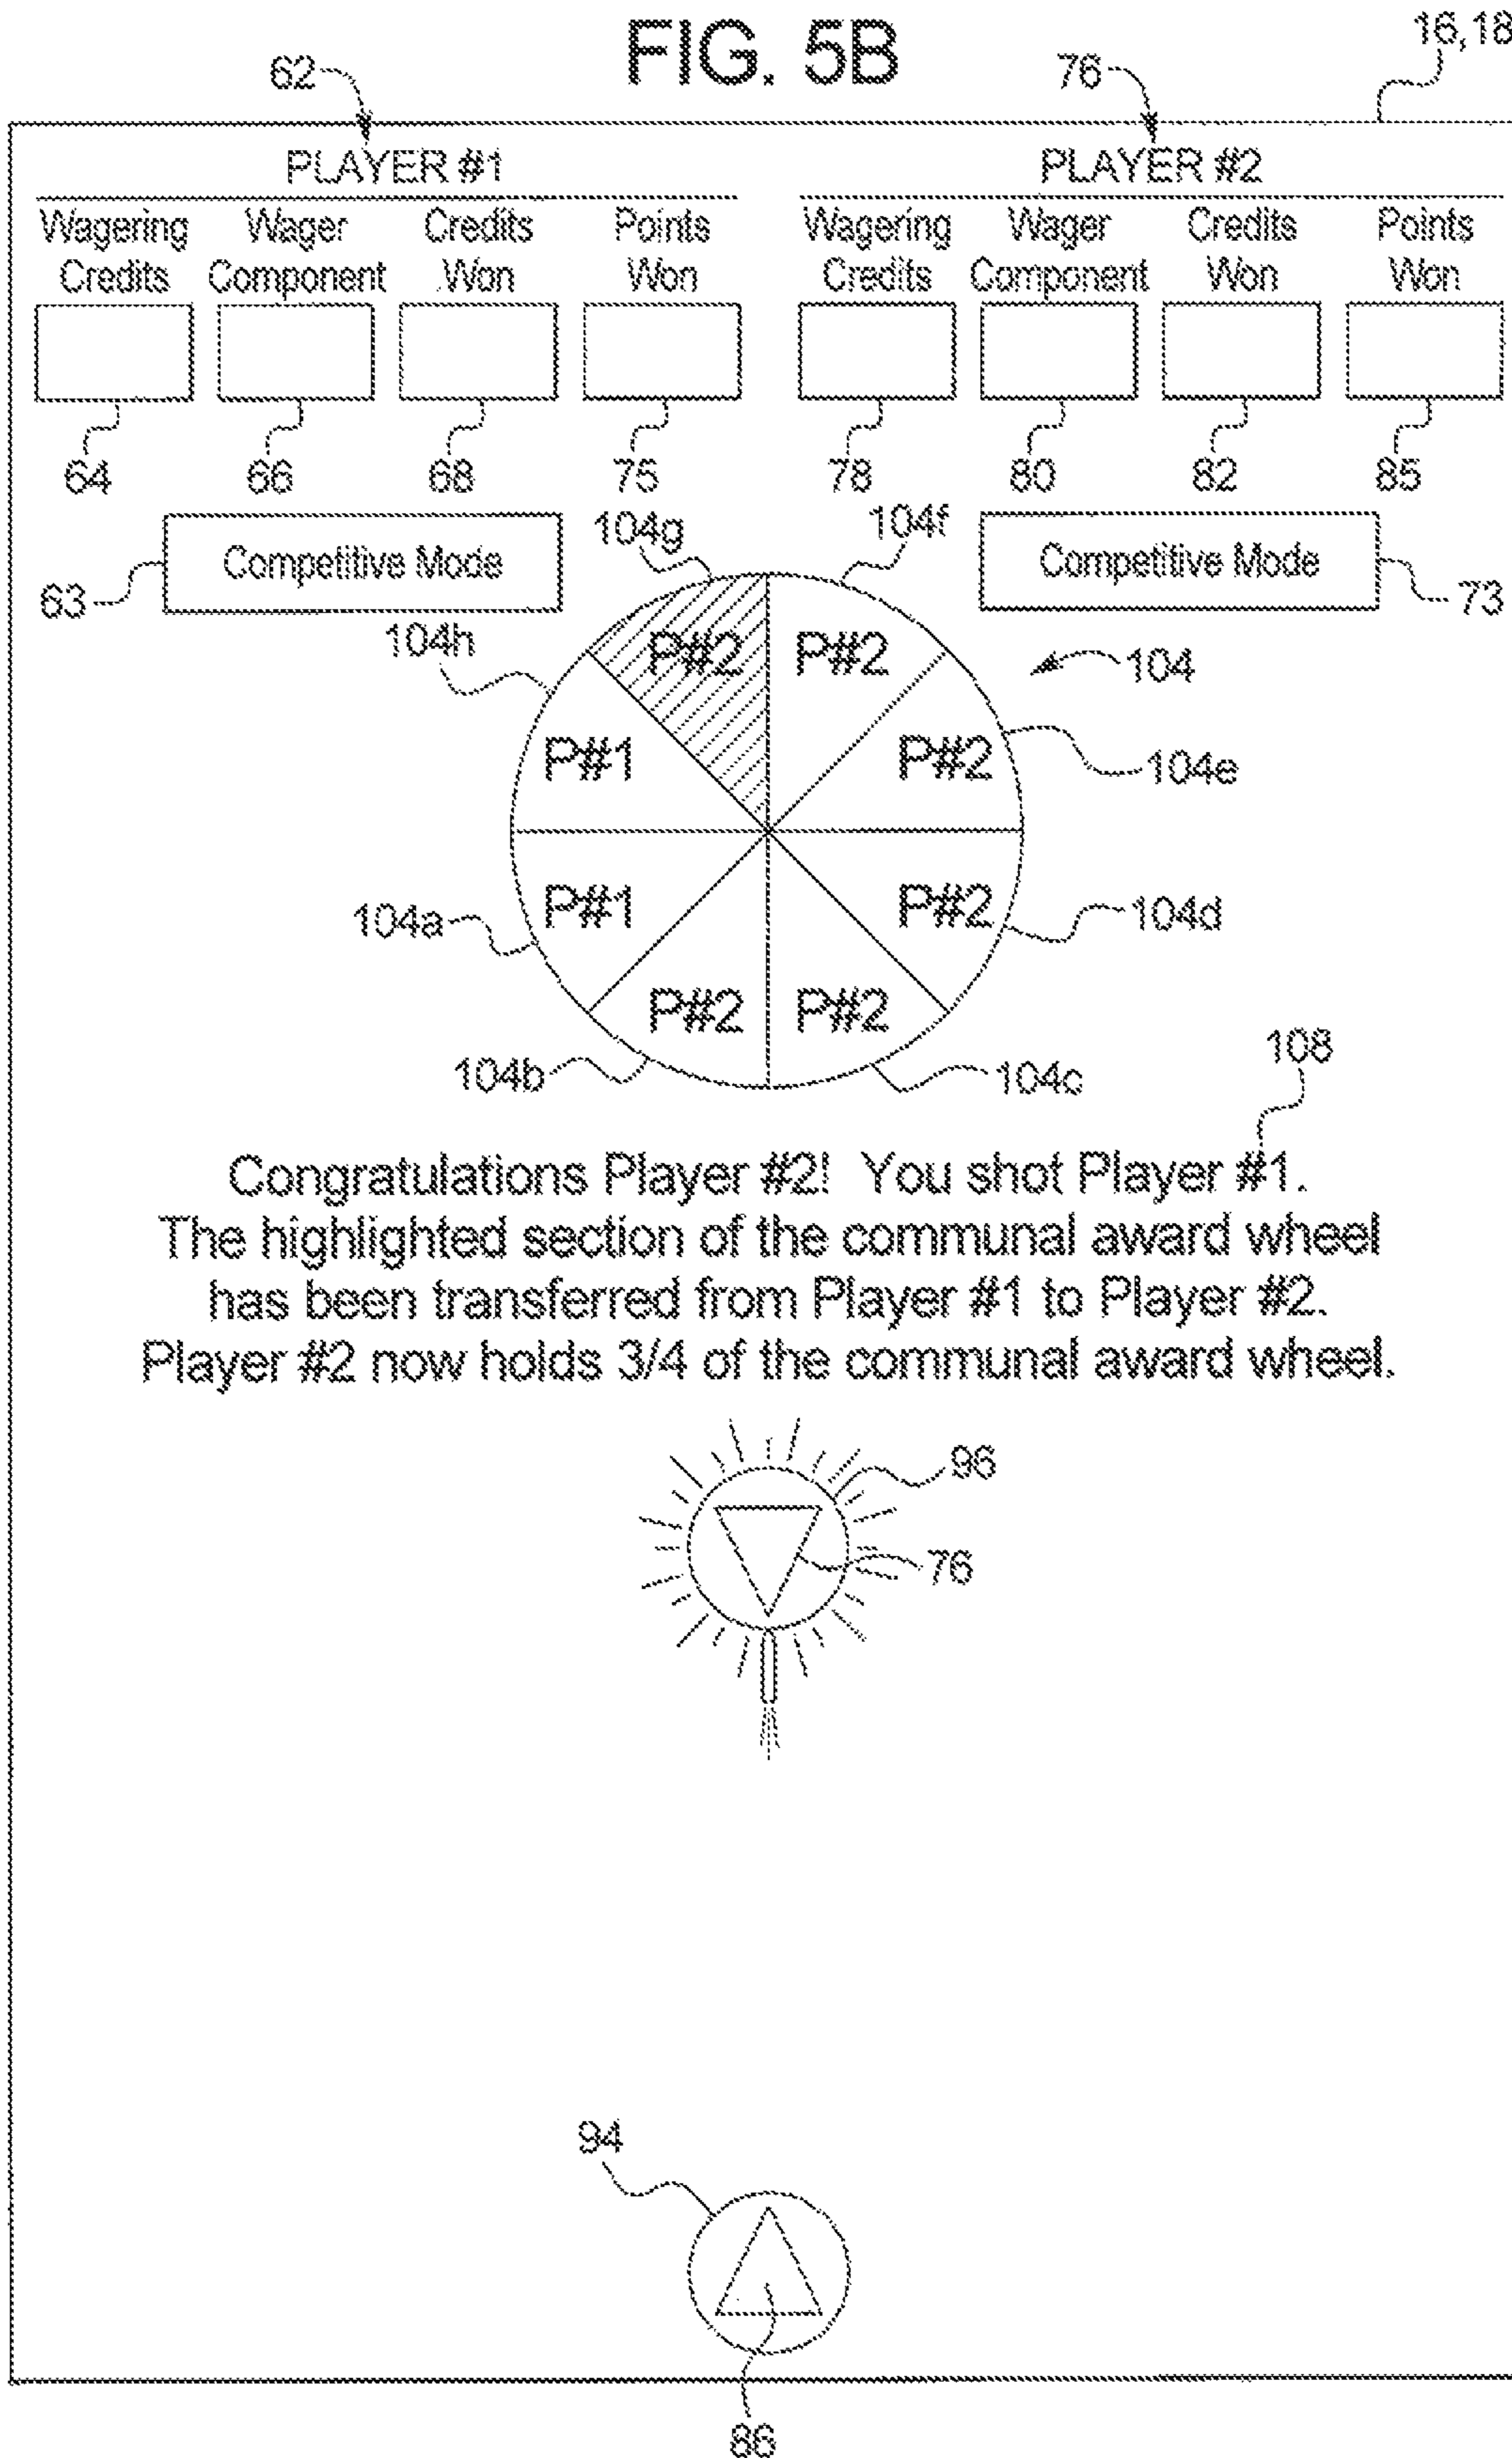 FIG. 5B
16,18
62
76
PLAYER #1
PLAYER #2
Wagering Credits
Wager Component
Credits Won
Points Won
Wagering Credits
Wager Component
Credits Won
Points Won
64
66
68
75
78
80
82
85
63
Competitive Mode
104g
104f
Competitive Mode
73
104h
P#2
P#2
104
P#1
P#2
104e
104a
P#1
P#2
104d
P#2
P#2
104b
104c
108
Congratulations Player #2! You shot Player #1.
The highlighted section of the communal award wheel
has been transferred from Player #1 to Player #2.
Player #2 now holds 3/4 of the communal award wheel.
96
76
94
86